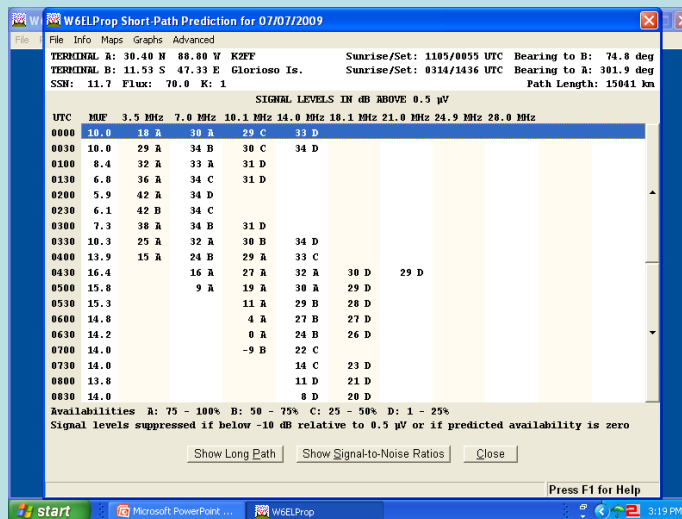 W6ELProp Short-Path Prediction for 07/07/2009
File Info Maps Graphs Advanced
TERMINAL A: 30.40 N 88.80 W K2FF Sunrise/Set: 1105/0055 UTC Bearing to B: 74.8 deg
TERMINAL B: 11.53 S 47.33 E Glorioso Is. Sunrise/Set: 0314/1436 UTC Bearing to A: 301.9 deg
SSN: 11.7 Flux: 70.0 K: 1 Path Length: 15041 km
SIGNAL LEVELS IN dB ABOVE 0.5 µV
UTC MUF 3.5 MHz 7.0 MHz 10.1 MHz 14.0 MHz 18.1 MHz 21.0 MHz 24.9 MHz 28.0 MHz
0000 10.0 18 A 30 A 29 C 33 D
0030 10.0 29 A 34 B 30 C 34 D
0100 8.4 32 A 33 A 31 D
0130 6.8 36 A 34 C 31 D
0200 5.9 42 A 34 D
0230 6.1 42 B 34 C
0300 7.3 38 A 34 B 31 D
0330 10.3 25 A 32 A 30 B 34 D
0400 13.9 15 A 24 B 29 A 33 C
0430 16.4 16 A 27 A 32 A 30 D 29 D
0500 15.8 9 A 19 A 30 A 29 D
0530 15.3 11 A 29 B 28 D
0600 14.8 4 A 27 B 27 D
0630 14.2 0 A 24 B 26 D
0700 14.0 -9 B 22 C
0730 14.0 14 C 23 D
0800 13.8 11 D 21 D
0830 14.0 8 D 20 D
Availabilities A: 75 - 100% B: 50 - 75% C: 25 - 50% D: 1 - 25%
Signal levels suppressed if below -10 dB relative to 0.5 µV or if predicted availability is zero
Show Long Path Show Signal-to-Noise Ratios Close
Press F1 for Help
start Microsoft PowerPoint ... W6ELProp 3:19 PM